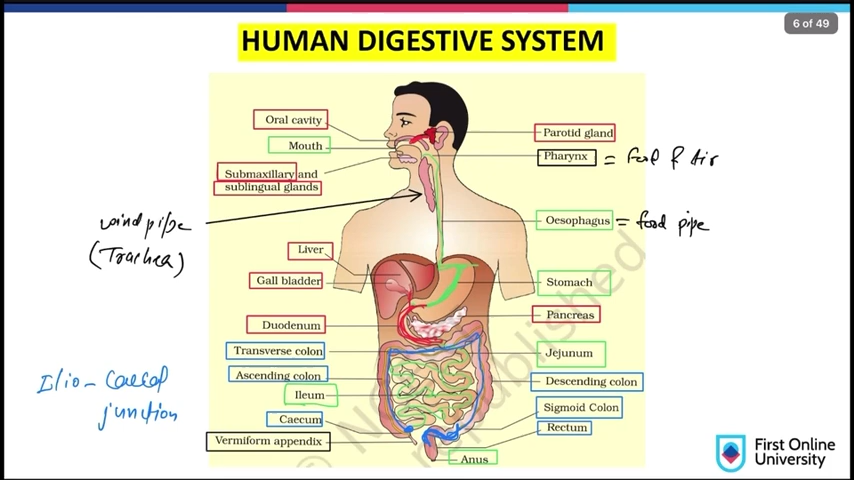 6 of 49
HUMAN DIGESTIVE SYSTEM
Oral cavity
Mouth
Submaxillary and
sublingual glands
Parotid gland
Pharynx = food & Air
windpipe
(Trachea)
Oesophagus = food pipe
Liver
Gall bladder
Stomach
Duodenum
Pancreas
Transverse colon
Jejunum
Ascending colon
Descending colon
Ileum
Ilio-Caecal
junction
Sigmoid Colon
Caecum
Rectum
Vermiform appendix
Anus
First Online
University